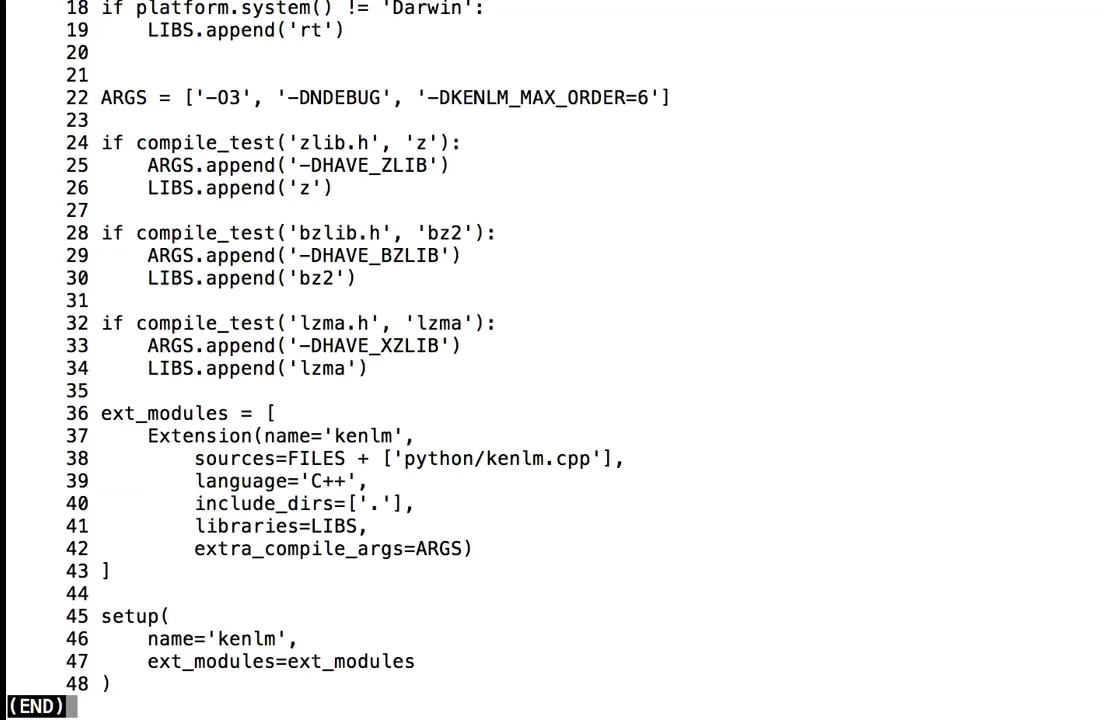 18 if platform.system() != 'Darwin':
19     LIBS.append('rt')
20
21
22 ARGS = ['-O3', '-DNDEBUG', '-DKENLM_MAX_ORDER=6']
23
24 if compile_test('zlib.h', 'z'):
25     ARGS.append('-DHAVE_ZLIB')
26     LIBS.append('z')
27
28 if compile_test('bzlib.h', 'bz2'):
29     ARGS.append('-DHAVE_BZLIB')
30     LIBS.append('bz2')
31
32 if compile_test('lzma.h', 'lzma'):
33     ARGS.append('-DHAVE_XZLIB')
34     LIBS.append('lzma')
35
36 ext_modules = [
37     Extension(name='kenlm',
38         sources=FILES + ['python/kenlm.cpp'],
39         language='C++',
40         include_dirs=['.'],
41         libraries=LIBS,
42         extra_compile_args=ARGS)
43 ]
44
45 setup(
46     name='kenlm',
47     ext_modules=ext_modules
48 )
(END)